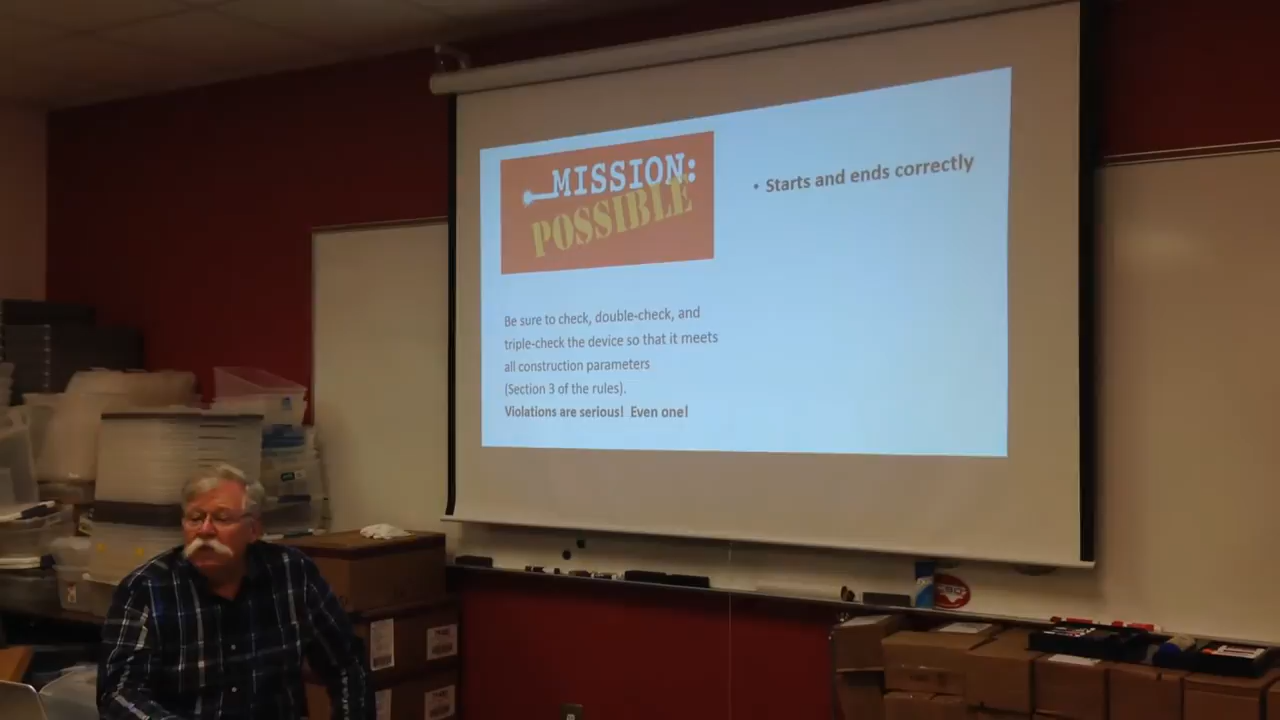 MISSION:
POSSIBLE
• Starts and ends correctly
Be sure to check, double-check, and
triple-check the device so that it meets
all construction parameters
(Section 3 of the rules).
Violations are serious! Even one!